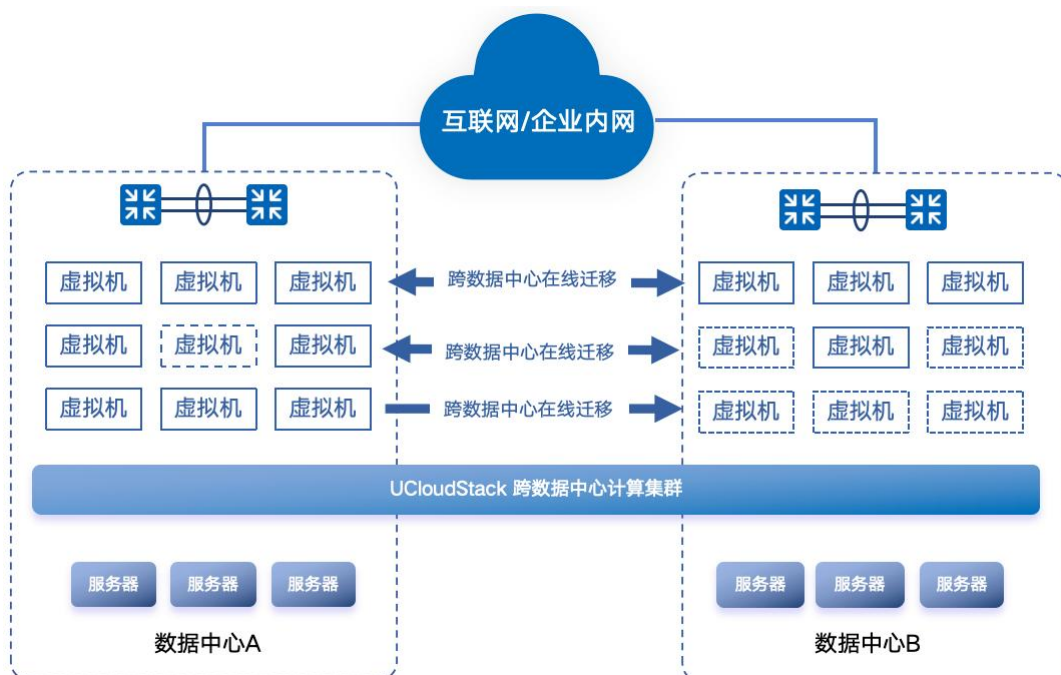 互联网/企业内网
虚拟机 虚拟机 虚拟机 跨数据中心在线迁移 虚拟机 虚拟机 虚拟机
虚拟机 虚拟机 虚拟机 跨数据中心在线迁移 虚拟机 虚拟机 虚拟机
虚拟机 虚拟机 虚拟机 跨数据中心在线迁移 虚拟机 虚拟机 虚拟机
UCloudStack 跨数据中心计算集群
服务器 服务器 服务器 服务器 服务器 服务器
数据中心A 数据中心B